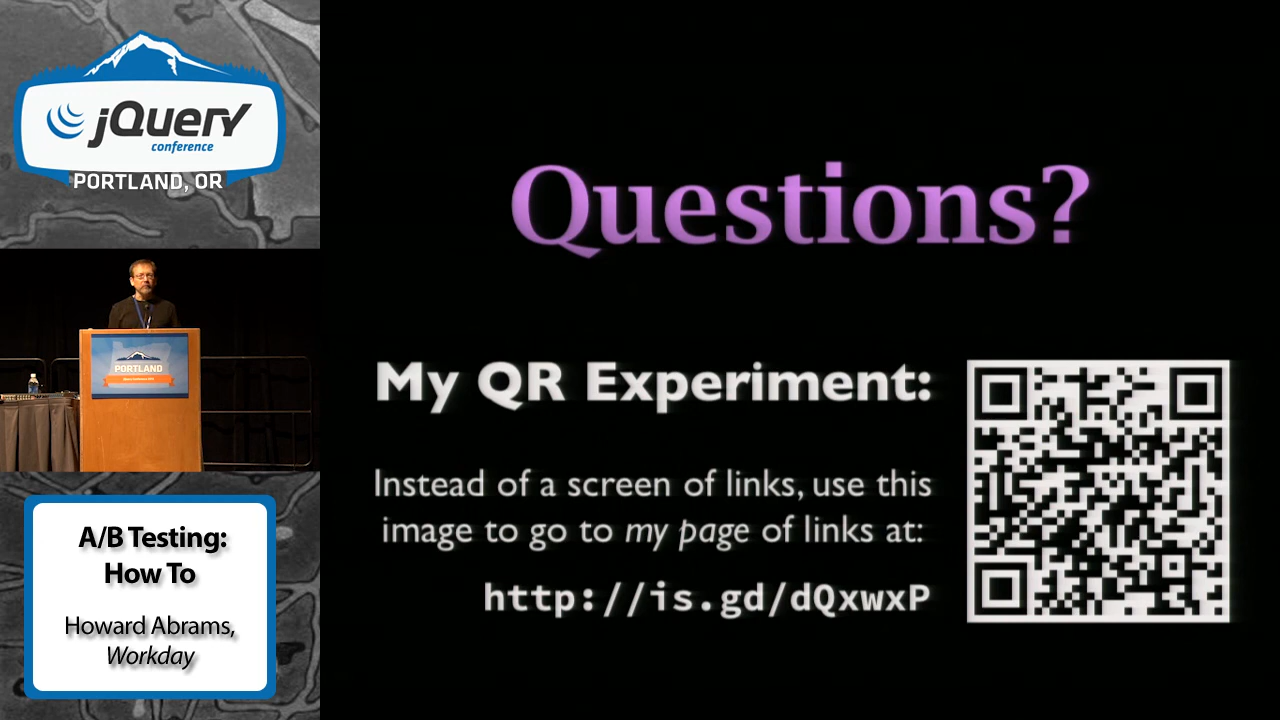 jQuery
conference
PORTLAND, OR
PORTLAND
A/B Testing:
How To
Howard Abrams,
Workday
Questions?
My QR Experiment:
Instead of a screen of links, use this
image to go to my page of links at:
http://is.gd/dQxwxP